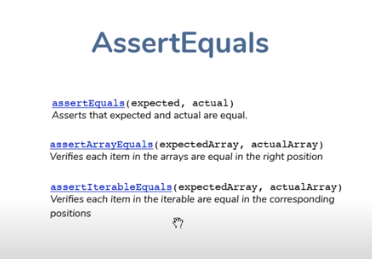 AssertEquals
assertEquals(expected, actual)
Asserts that expected and actual are equal.
assertArrayEquals(expectedArray, actualArray)
Verifies each item in the arrays are equal in the right position
assertIterableEquals(expectedArray, actualArray)
Verifies each item in the iterable are equal in the corresponding
positions